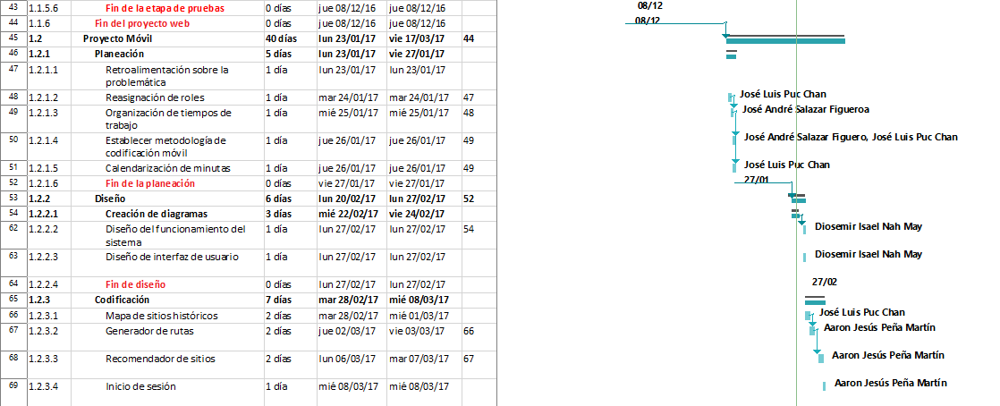 43 1.1.5.6 Fin de la etapa de pruebas 0 días jue 08/12/16 jue 08/12/16 08/12
44 1.1.6 Fin del proyecto web 0 días jue 08/12/16 jue 08/12/16 08/12
45 1.2 Proyecto Móvil 40 días lun 23/01/17 vie 17/03/17 44
46 1.2.1 Planeación 5 días lun 23/01/17 vie 27/01/17
47 1.2.1.1 Retroalimentación sobre la 1 día lun 23/01/17 lun 23/01/17
problemática
48 1.2.1.2 Reasignación de roles 1 día mar 24/01/17 mar 24/01/17 47 José Luis Puc Chan
49 1.2.1.3 Organización de tiempos de 1 día mié 25/01/17 mié 25/01/17 48 José André Salazar Figueroa
trabajo
50 1.2.1.4 Establecer metodología de 1 día jue 26/01/17 jue 26/01/17 49 José André Salazar Figuero, José Luis Puc Chan
codificación móvil
51 1.2.1.5 Calendarización de minutas 1 día jue 26/01/17 jue 26/01/17 49 José Luis Puc Chan
52 1.2.1.6 Fin de la planeación 0 días vie 27/01/17 vie 27/01/17 27/01
53 1.2.2 Diseño 6 días lun 20/02/17 lun 27/02/17 52
54 1.2.2.1 Creación de diagramas 3 días mié 22/02/17 vie 24/02/17
62 1.2.2.2 Diseño del funcionamiento del 1 día lun 27/02/17 lun 27/02/17 54 Diosemir Isael Nah May
sistema
63 1.2.2.3 Diseño de interfaz de usuario 1 día lun 27/02/17 lun 27/02/17 Diosemir Isael Nah May
64 1.2.2.4 Fin de diseño 0 días lun 27/02/17 lun 27/02/17 27/02
65 1.2.3 Codificación 7 días mar 28/02/17 mié 08/03/17
66 1.2.3.1 Mapa de sitios históricos 2 días mar 28/02/17 mié 01/03/17 José Luis Puc Chan
67 1.2.3.2 Generador de rutas 2 días jue 02/03/17 vie 03/03/17 66 Aaron Jesús Peña Martín
68 1.2.3.3 Recomendador de sitios 2 días lun 06/03/17 mar 07/03/17 67 Aaron Jesús Peña Martín
69 1.2.3.4 Inicio de sesión 1 día mié 08/03/17 mié 08/03/17 Aaron Jesús Peña Martín